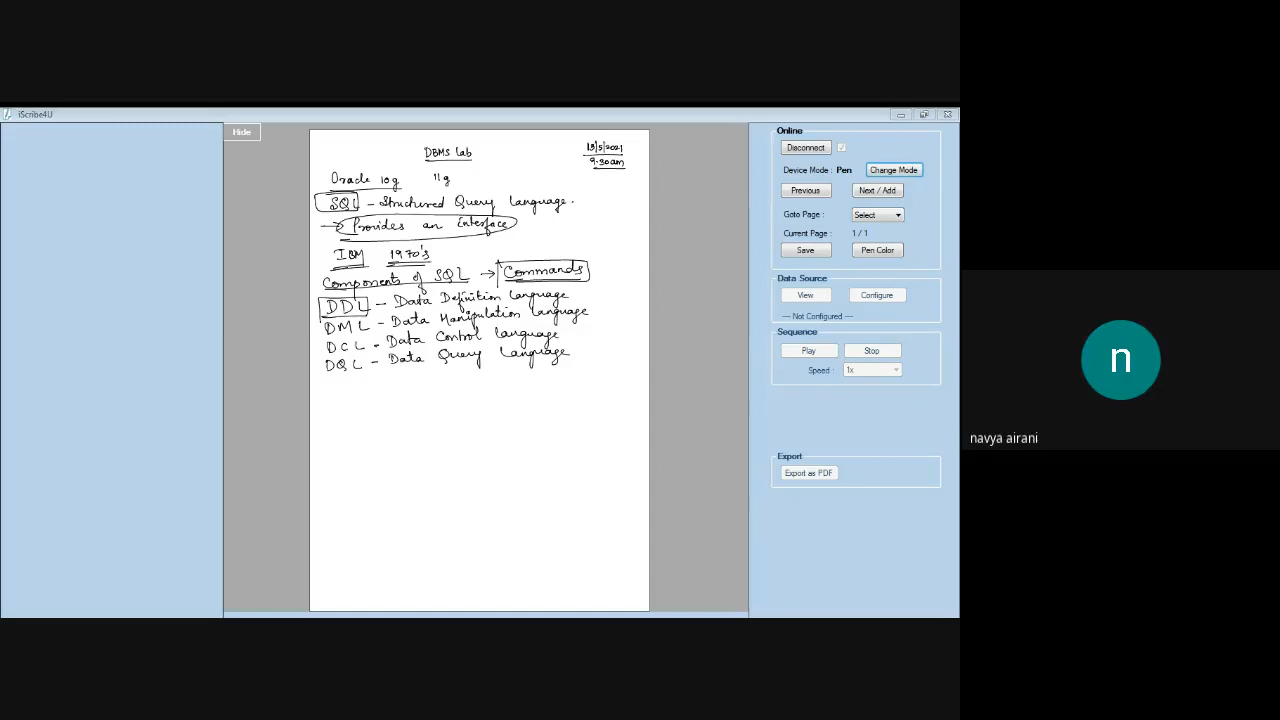 iScribe4U
Hide
DBMS Lab
18/5/2021
9.30am
Oracle 10g 11g
SQL - Structured Query Language.
→ Provides an Interface
IBM 1970's
Components of SQL → Commands
DDL - Data Definition Language
DML - Data Manipulation Language
DCL - Data Control Language
DQL - Data Query Language
Online
Disconnect
Device Mode : Pen Change Mode
Previous Next / Add
Goto Page : Select
Current Page : 1 / 1
Save Pen Color
Data Source
View Configure
--- Not Configured ---
Sequence
Play Stop
Speed : 1x
Export
Export as PDF
n
navya airani